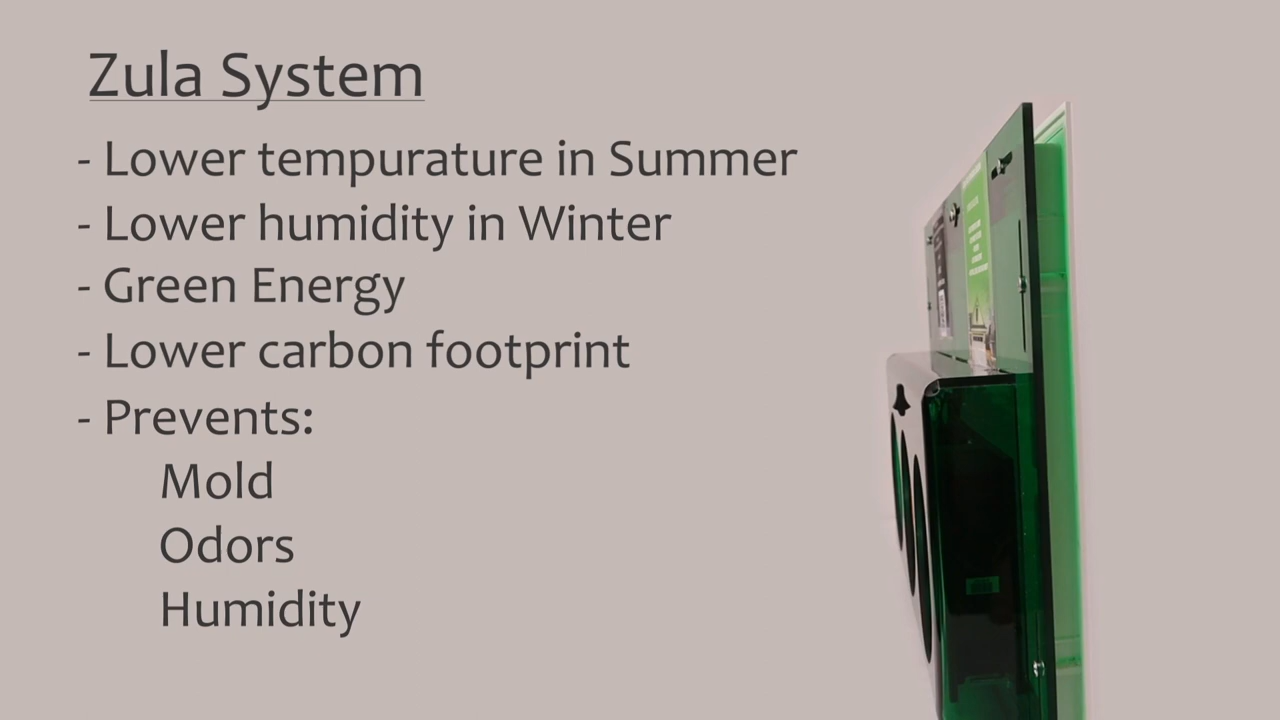 Zula System
- Lower tempurature in Summer
- Lower humidity in Winter
- Green Energy
- Lower carbon footprint
- Prevents:
Mold
Odors
Humidity